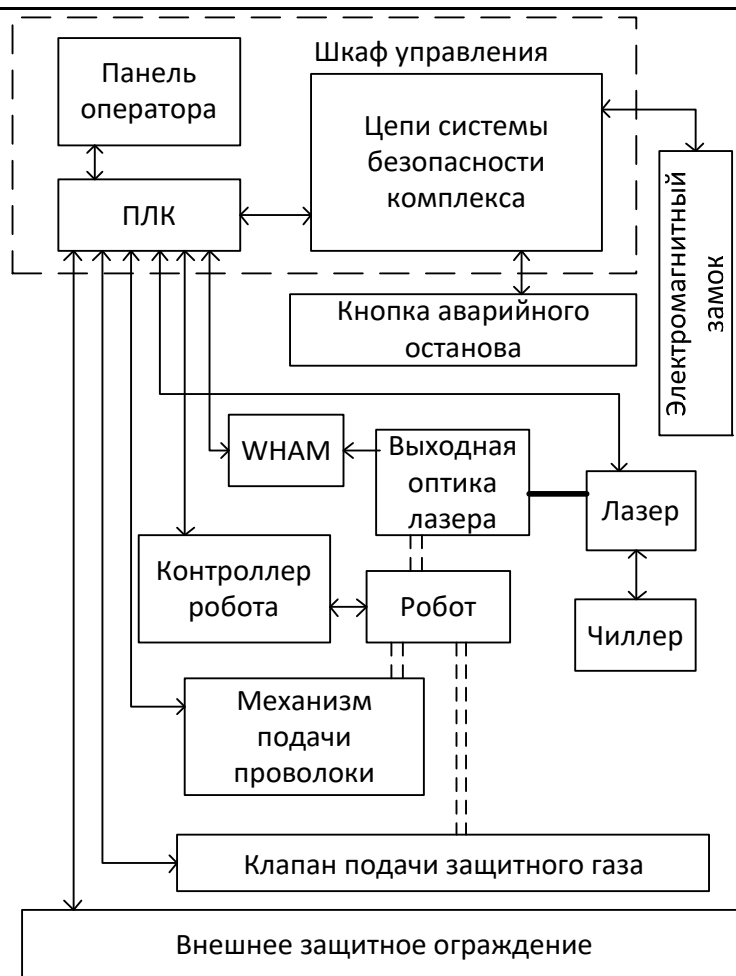 Шкаф управления
Панель
оператора
Цепи системы
безопасности
комплекса
ПЛК
Электромагнитный
замок
Кнопка аварийного
останова
WHAM
Выходная
оптика
лазера
Лазер
Контроллер
робота
Робот
Чиллер
Механизм
подачи
проволоки
Клапан подачи защитного газа
Внешнее защитное ограждение